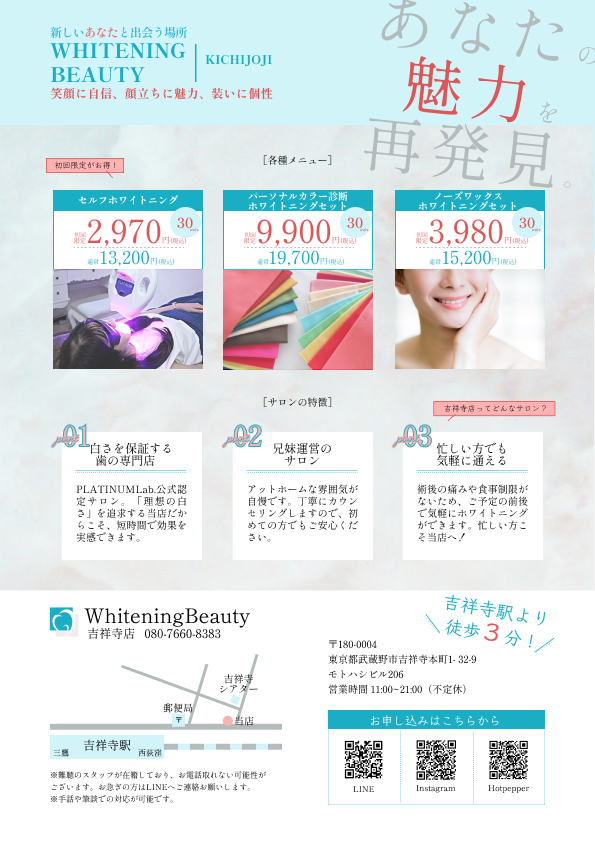 新しいあなたと出会う場所
WHITENING
BEAUTY
KICHIJOJI
笑顔に自信、顔立ちに魅力、装いに個性
あなたの
魅力を
再発見。
［各種メニュー］
初回限定がお得！
セルフホワイトニング
初回
限定
2,970円(税込)
30
通常13,200円(税込)
パーソナルカラー診断
ホワイトニングセット
初回
限定
9,900円(税込)
30
通常19,700円(税込)
ノーズワックス
ホワイトニングセット
初回
限定
3,980円(税込)
30
通常15,200円(税込)
［サロンの特徴］
吉祥寺店ってどんなサロン？
point 01
白さを保証する
歯の専門店
PLATINUMLab.公式認
定サロン。「理想の白
さ」を追求する当店だか
らこそ、短時間で効果を
実感できます。
point 02
兄妹運営の
サロン
アットホームな雰囲気が
自慢です。丁寧にカウン
セリングしますので、初
めての方でもご安心くだ
さい。
point 03
忙しい方でも
気軽に通える
術後の痛みや食事制限が
ないため、ご予定の前後
で気軽にホワイトニング
ができます。忙しい方こ
そ当店へ！
WhiteningBeauty
吉祥寺店 080-7660-8383
吉祥寺
シアター
郵便局
〒
当店
吉祥寺駅
三鷹
西荻窪
※難聴のスタッフが在籍しており、お電話取れない可能性が
ございます。お急ぎの方はLINEへご連絡お願いします。
※手話や筆談での対応が可能です。
吉祥寺駅より
徒歩3分！
〒180-0004
東京都武蔵野市吉祥寺本町1- 32-9
モトハシビル206
営業時間 11:00~21:00（不定休）
お申し込みはこちらから
LINE
Instagram
Hotpepper